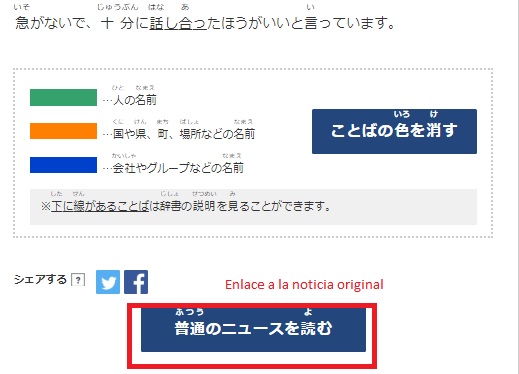 いそ じゅうぶん はな あ い
急がないで、十分に話し合ったほうがいいと言っています。
ひと なまえ
…人の名前
くに けん まち ばしょ なまえ
…国や県、町、場所などの名前
かいしゃ なまえ
…会社やグループなどの名前
いろ け
ことばの色を消す
した せん じしょ せつめい み
※下に線があることばは辞書の説明を見ることができます。
シェアする ?
Enlace a la noticia original
ふつう よ
普通のニュースを読む